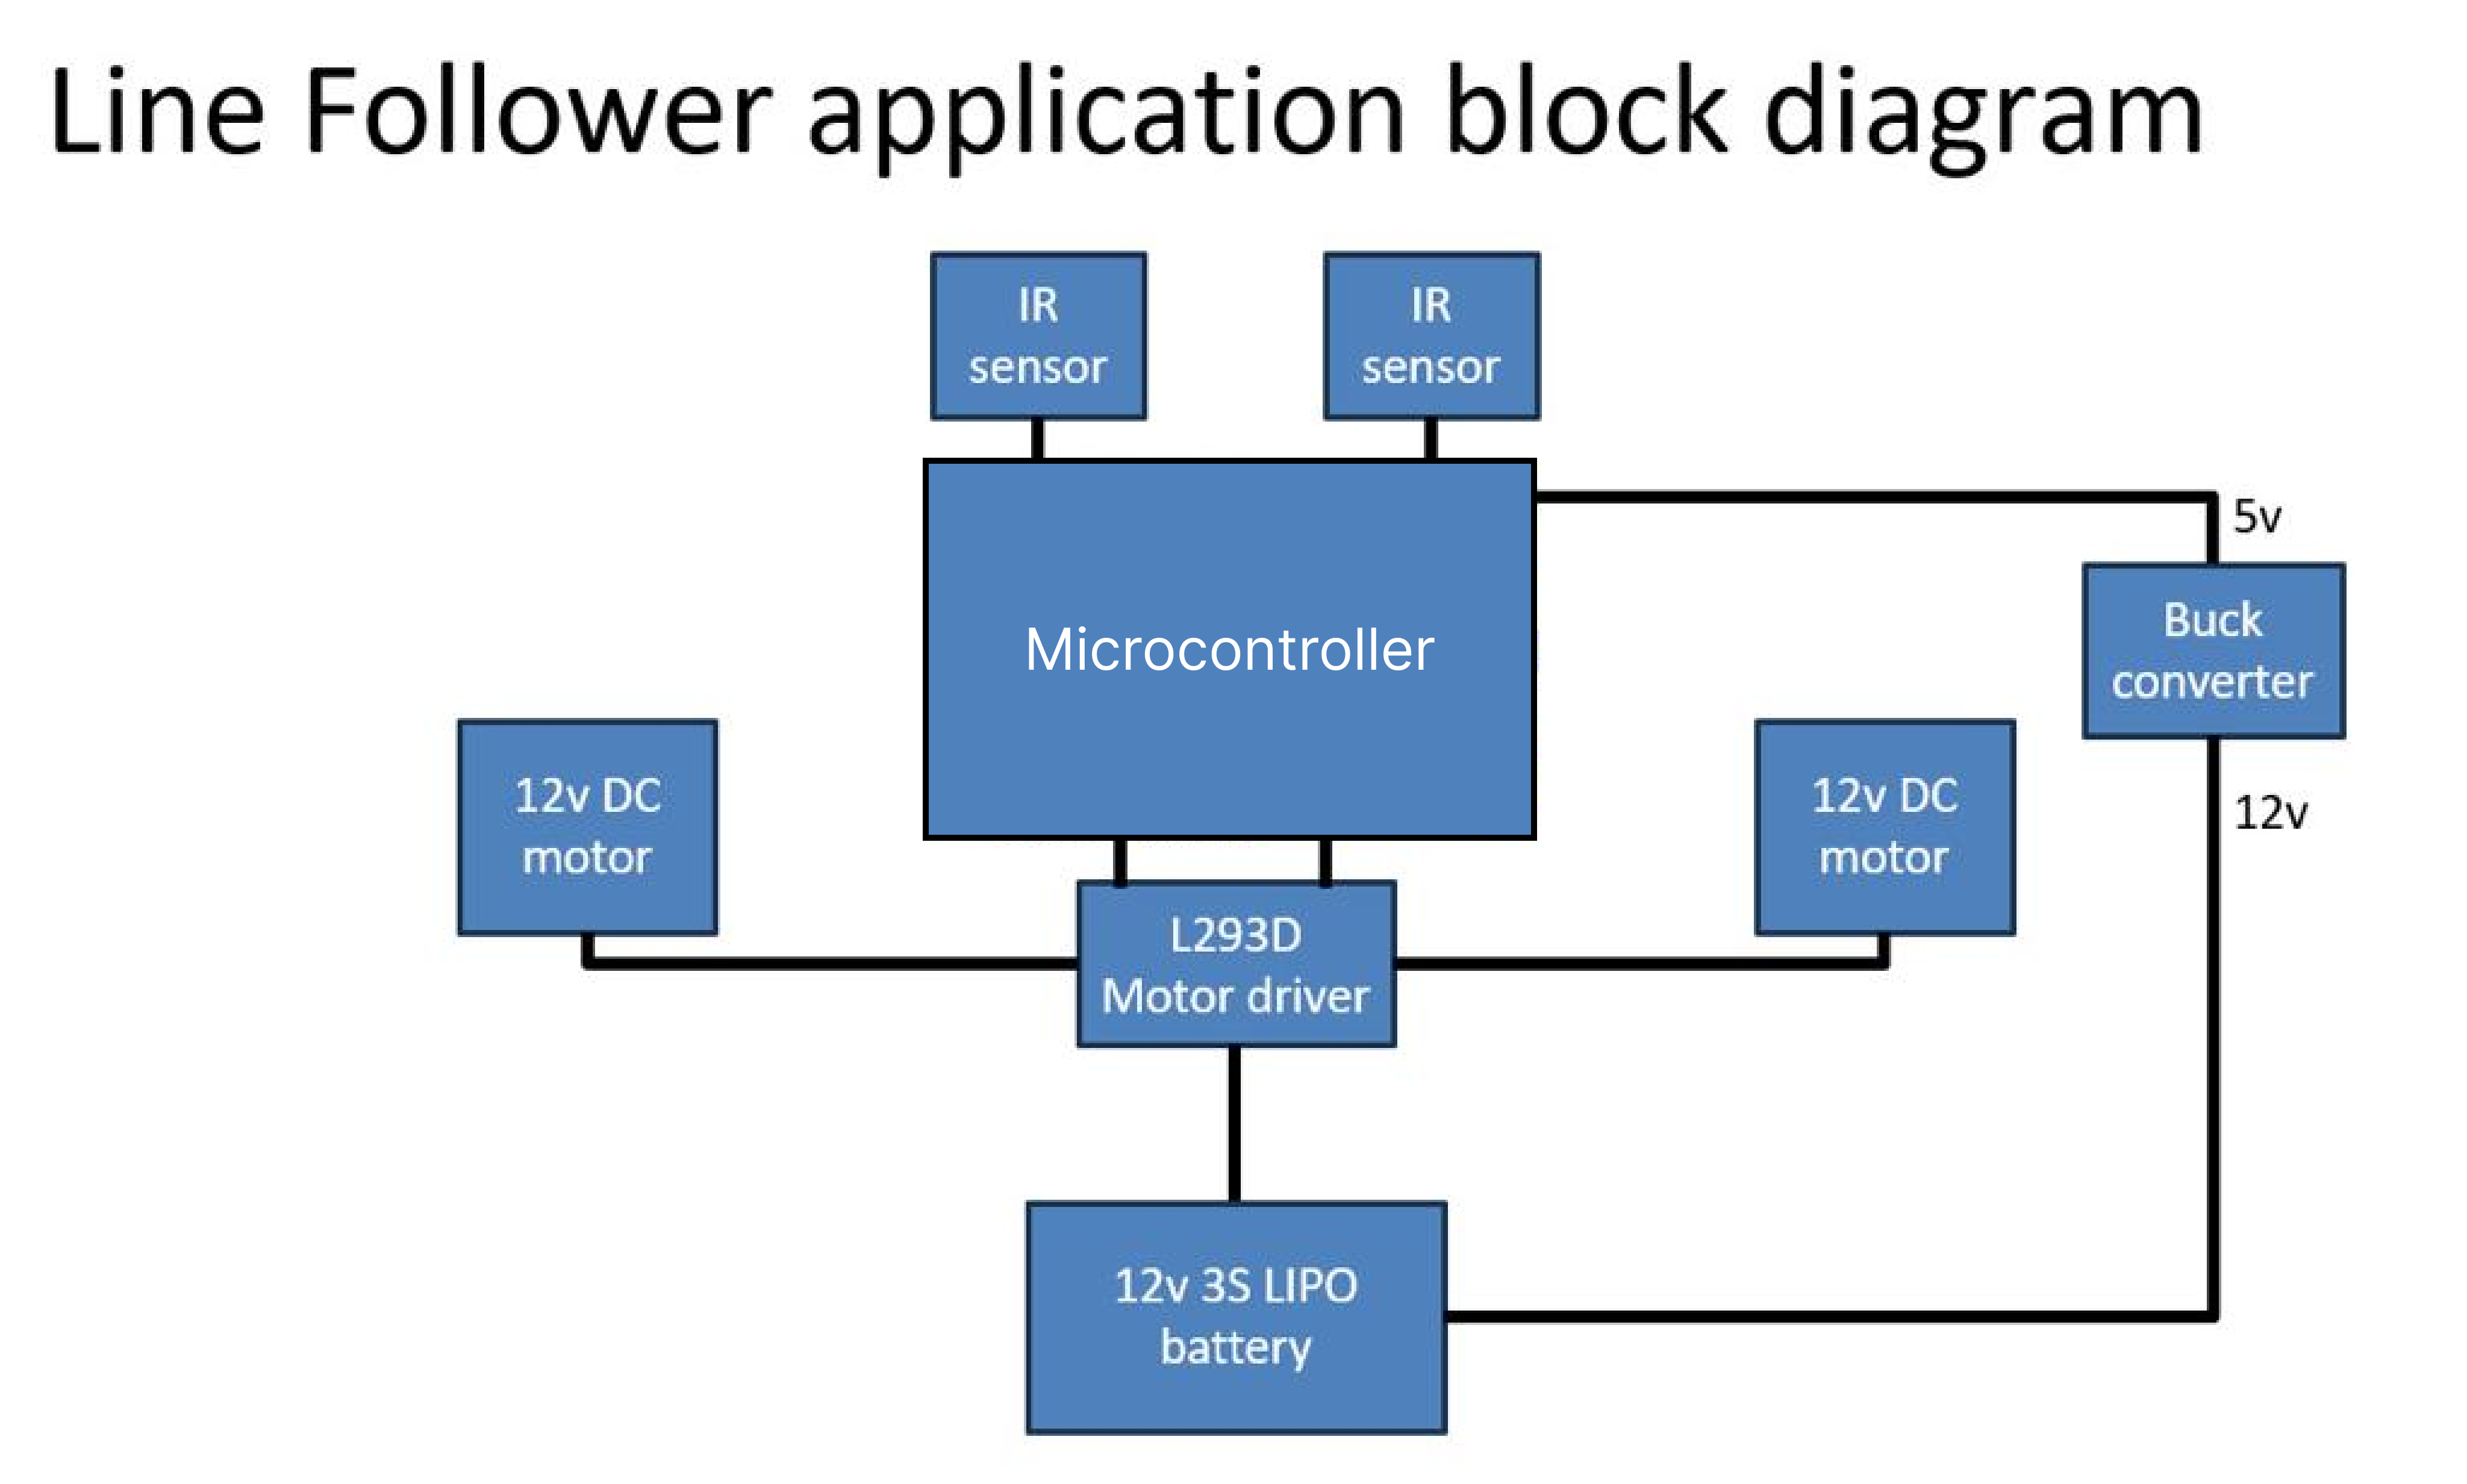 Line Follower application block diagram
IR
sensor
IR
sensor
5v
Microcontroller
Buck
converter
12v DC
motor
12v DC
motor
12v
L293D
Motor driver
12v 3S LIPO
battery